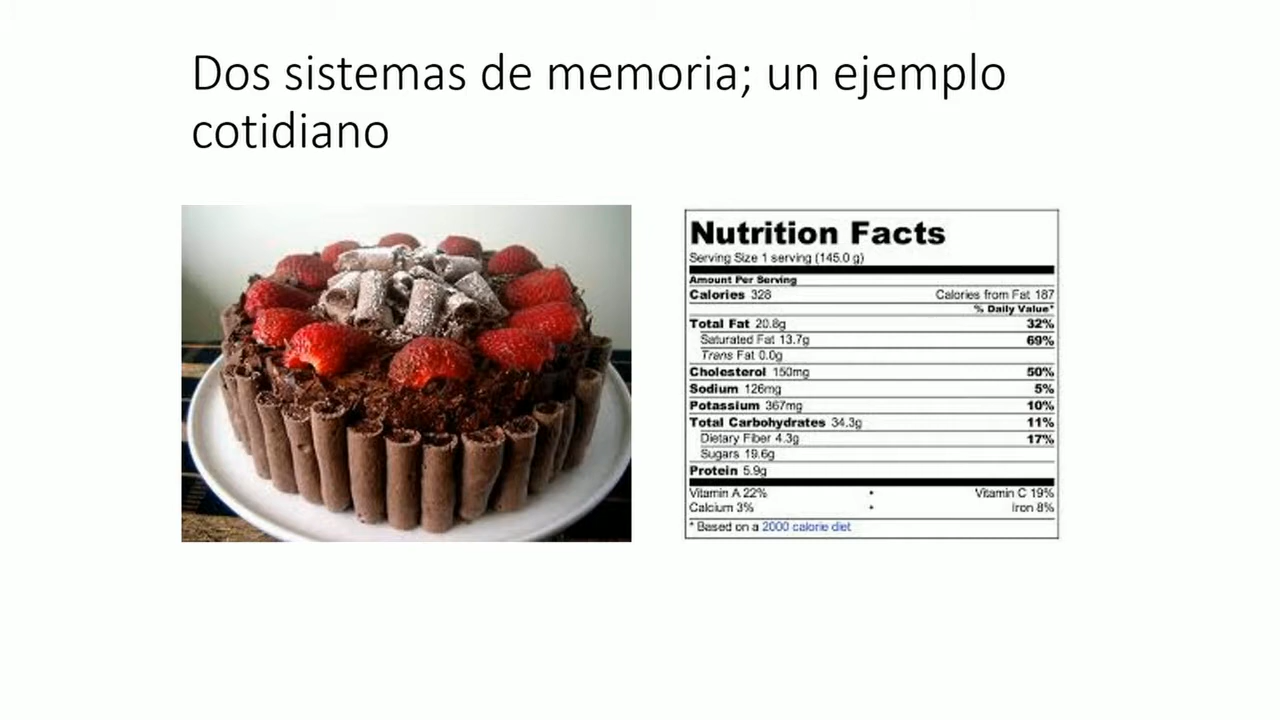 Dos sistemas de memoria; un ejemplo
cotidiano
Nutrition Facts
Serving Size 1 serving (145.0 g)
Amount Per Serving
Calories 328 Calories from Fat 187
% Daily Value*
Total Fat 20.8g 32%
Saturated Fat 13.7g 69%
Trans Fat 0.0g
Cholesterol 150mg 50%
Sodium 126mg 5%
Potassium 367mg 10%
Total Carbohydrates 34.3g 11%
Dietary Fiber 4.3g 17%
Sugars 19.6g
Protein 5.9g
Vitamin A 22% • Vitamin C 19%
Calcium 3% • Iron 8%
* Based on a 2000 calorie diet